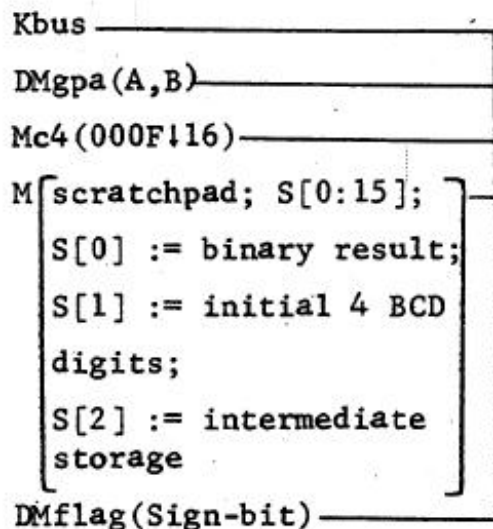 Kbus
DMgpa(A,B)
Mc4(000F↓16)
M[scratchpad; S[0:15];
S[0] := binary result;
S[1] := initial 4 BCD
digits;
S[2] := intermediate
storage
]
DMflag(Sign-bit)